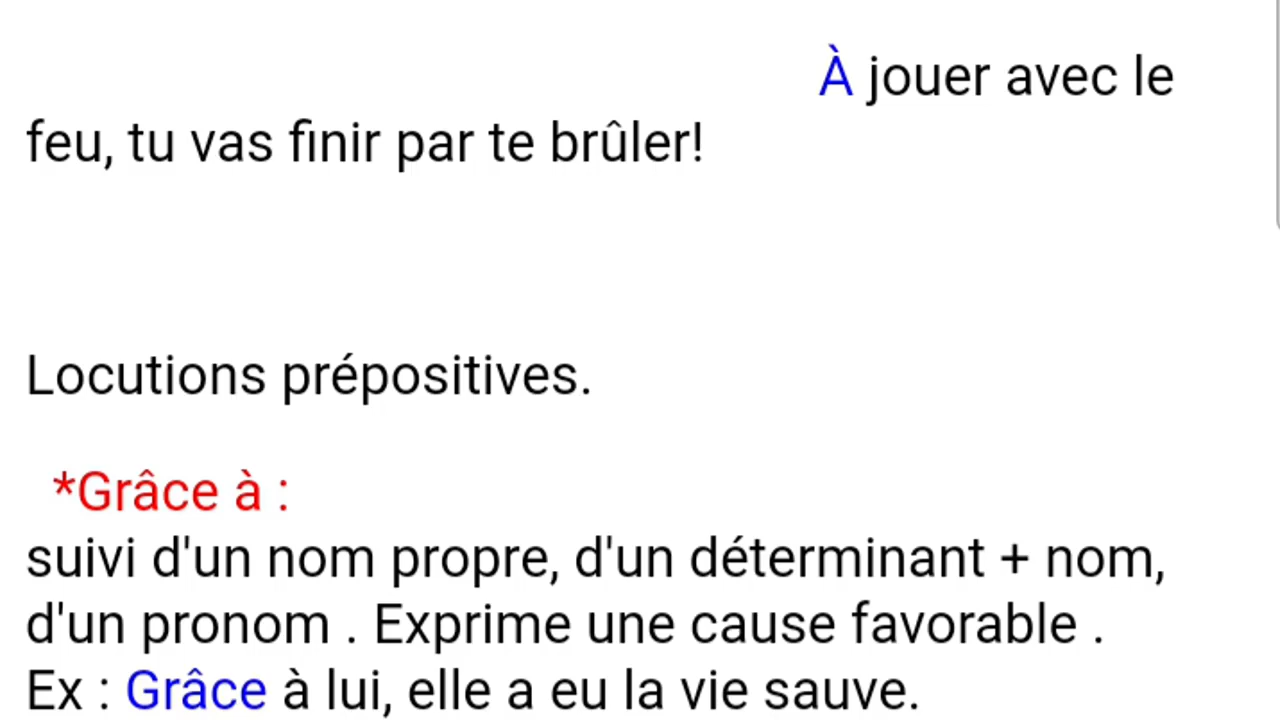 À jouer avec le
feu, tu vas finir par te brûler!
Locutions prépositives.
*Grâce à :
suivi d'un nom propre, d'un déterminant + nom,
d'un pronom . Exprime une cause favorable .
Ex : Grâce à lui, elle a eu la vie sauve.